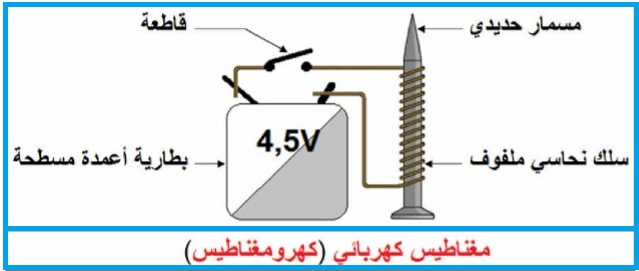 مسمار حديدي
قاطعة
4,5V
بطارية أعمدة مسطحة
سلك نحاسي ملفوف
مغناطيس كهربائي (كهرومغناطيس)